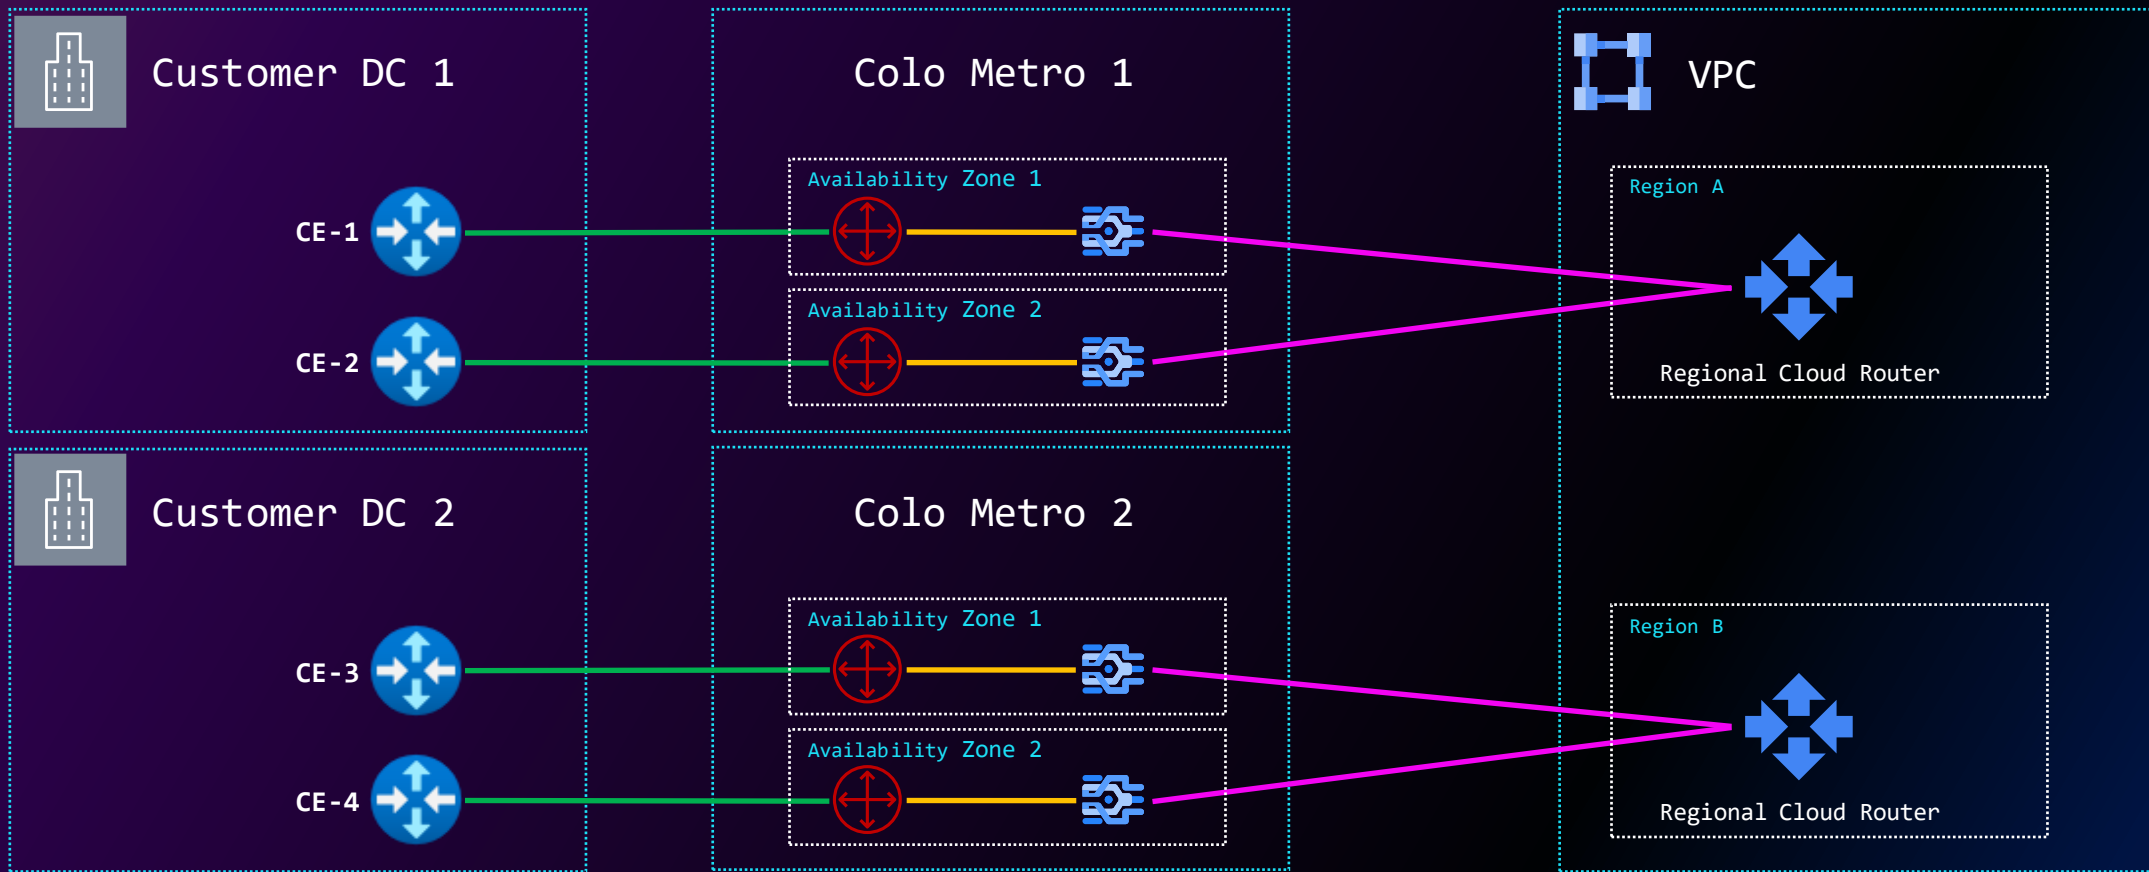 Customer DC 1
Colo Metro 1
VPC
Availability Zone 1
Region A
CE-1
Availability Zone 2
CE-2
Regional Cloud Router
Customer DC 2
Colo Metro 2
Availability Zone 1
Region B
CE-3
Availability Zone 2
CE-4
Regional Cloud Router